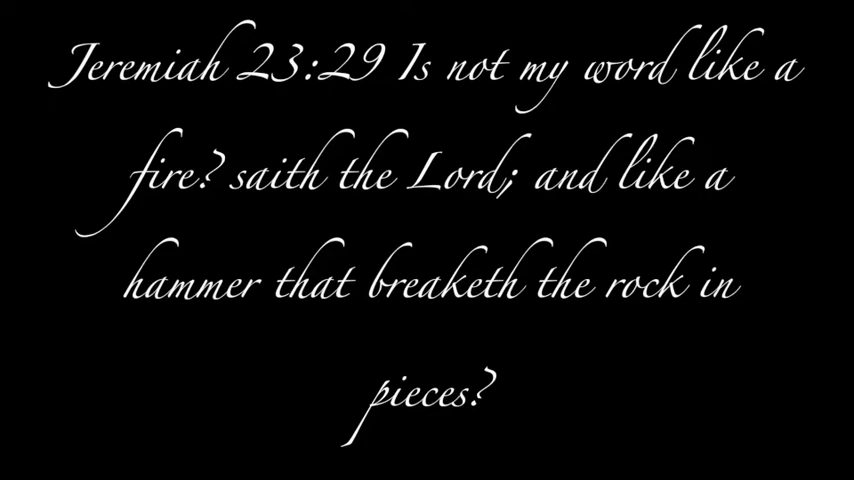 Jeremiah 23:29 Is not my word like a
fire? saith the Lord; and like a
hammer that breaketh the rock in
pieces?